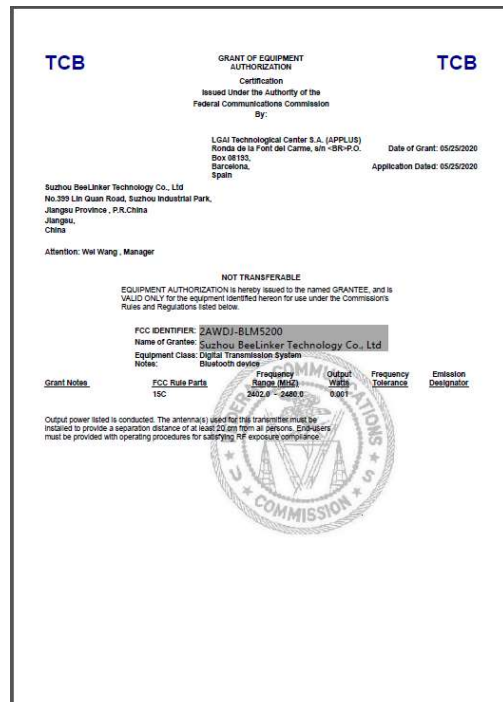 TCB
GRANT OF EQUIPMENT
AUTHORIZATION
TCB
Certification
Issued Under the Authority of the
Federal Communications Commission
By:
LGAI Technological Center S.A. (APPLUS)
Ronda de la Font del Carme, s/n <BR>P.O.
Box 08193,
Barcelona,
Spain
Date of Grant: 05/25/2020
Application Dated: 05/25/2020
Suzhou BeeLinker Technology Co., Ltd
No.399 Lin Quan Road, Suzhou Industrial Park,
Jiangsu Province , P.R.China
Jiangsu,
China
Attention: Wei Wang , Manager
NOT TRANSFERABLE
EQUIPMENT AUTHORIZATION is hereby issued to the named GRANTEE, and is
VALID ONLY for the equipment identified hereon for use under the Commission's
Rules and Regulations listed below.
FCC IDENTIFIER: 2AWDJ-BLM5200
Name of Grantee: Suzhou BeeLinker Technology Co., Ltd
Equipment Class: Digital Transmission System
Notes: Bluetooth device
Grant Notes FCC Rule Parts Frequency Range (MHZ) Output Watts Frequency Tolerance Emission Designator
15C 2402.0 - 2480.0 0.001
Output power listed is conducted. The antenna(s) used for this transmitter must be
installed to provide a separation distance of at least 20 cm from all persons. End-users
must be provided with operating procedures for satisfying RF exposure compliance.
FEDERAL COMMUNICATIONS
COMMISSION
U S